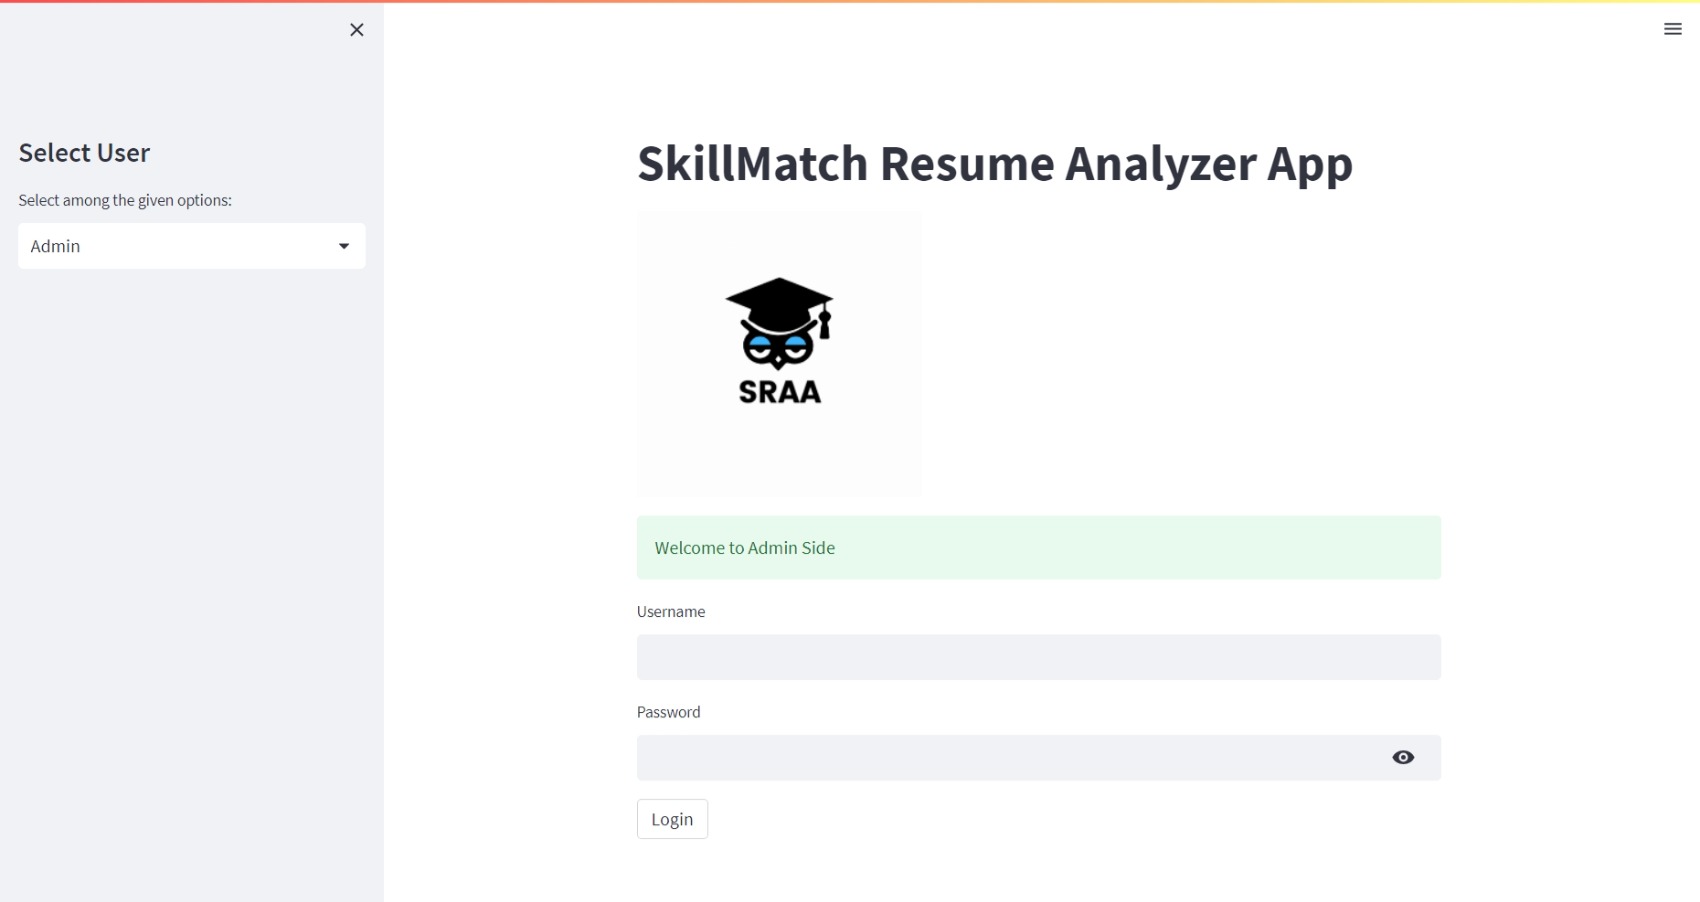 Select User
Select among the given options:
Admin
SkillMatch Resume Analyzer App
SRAA
Welcome to Admin Side
Username
Password
Login